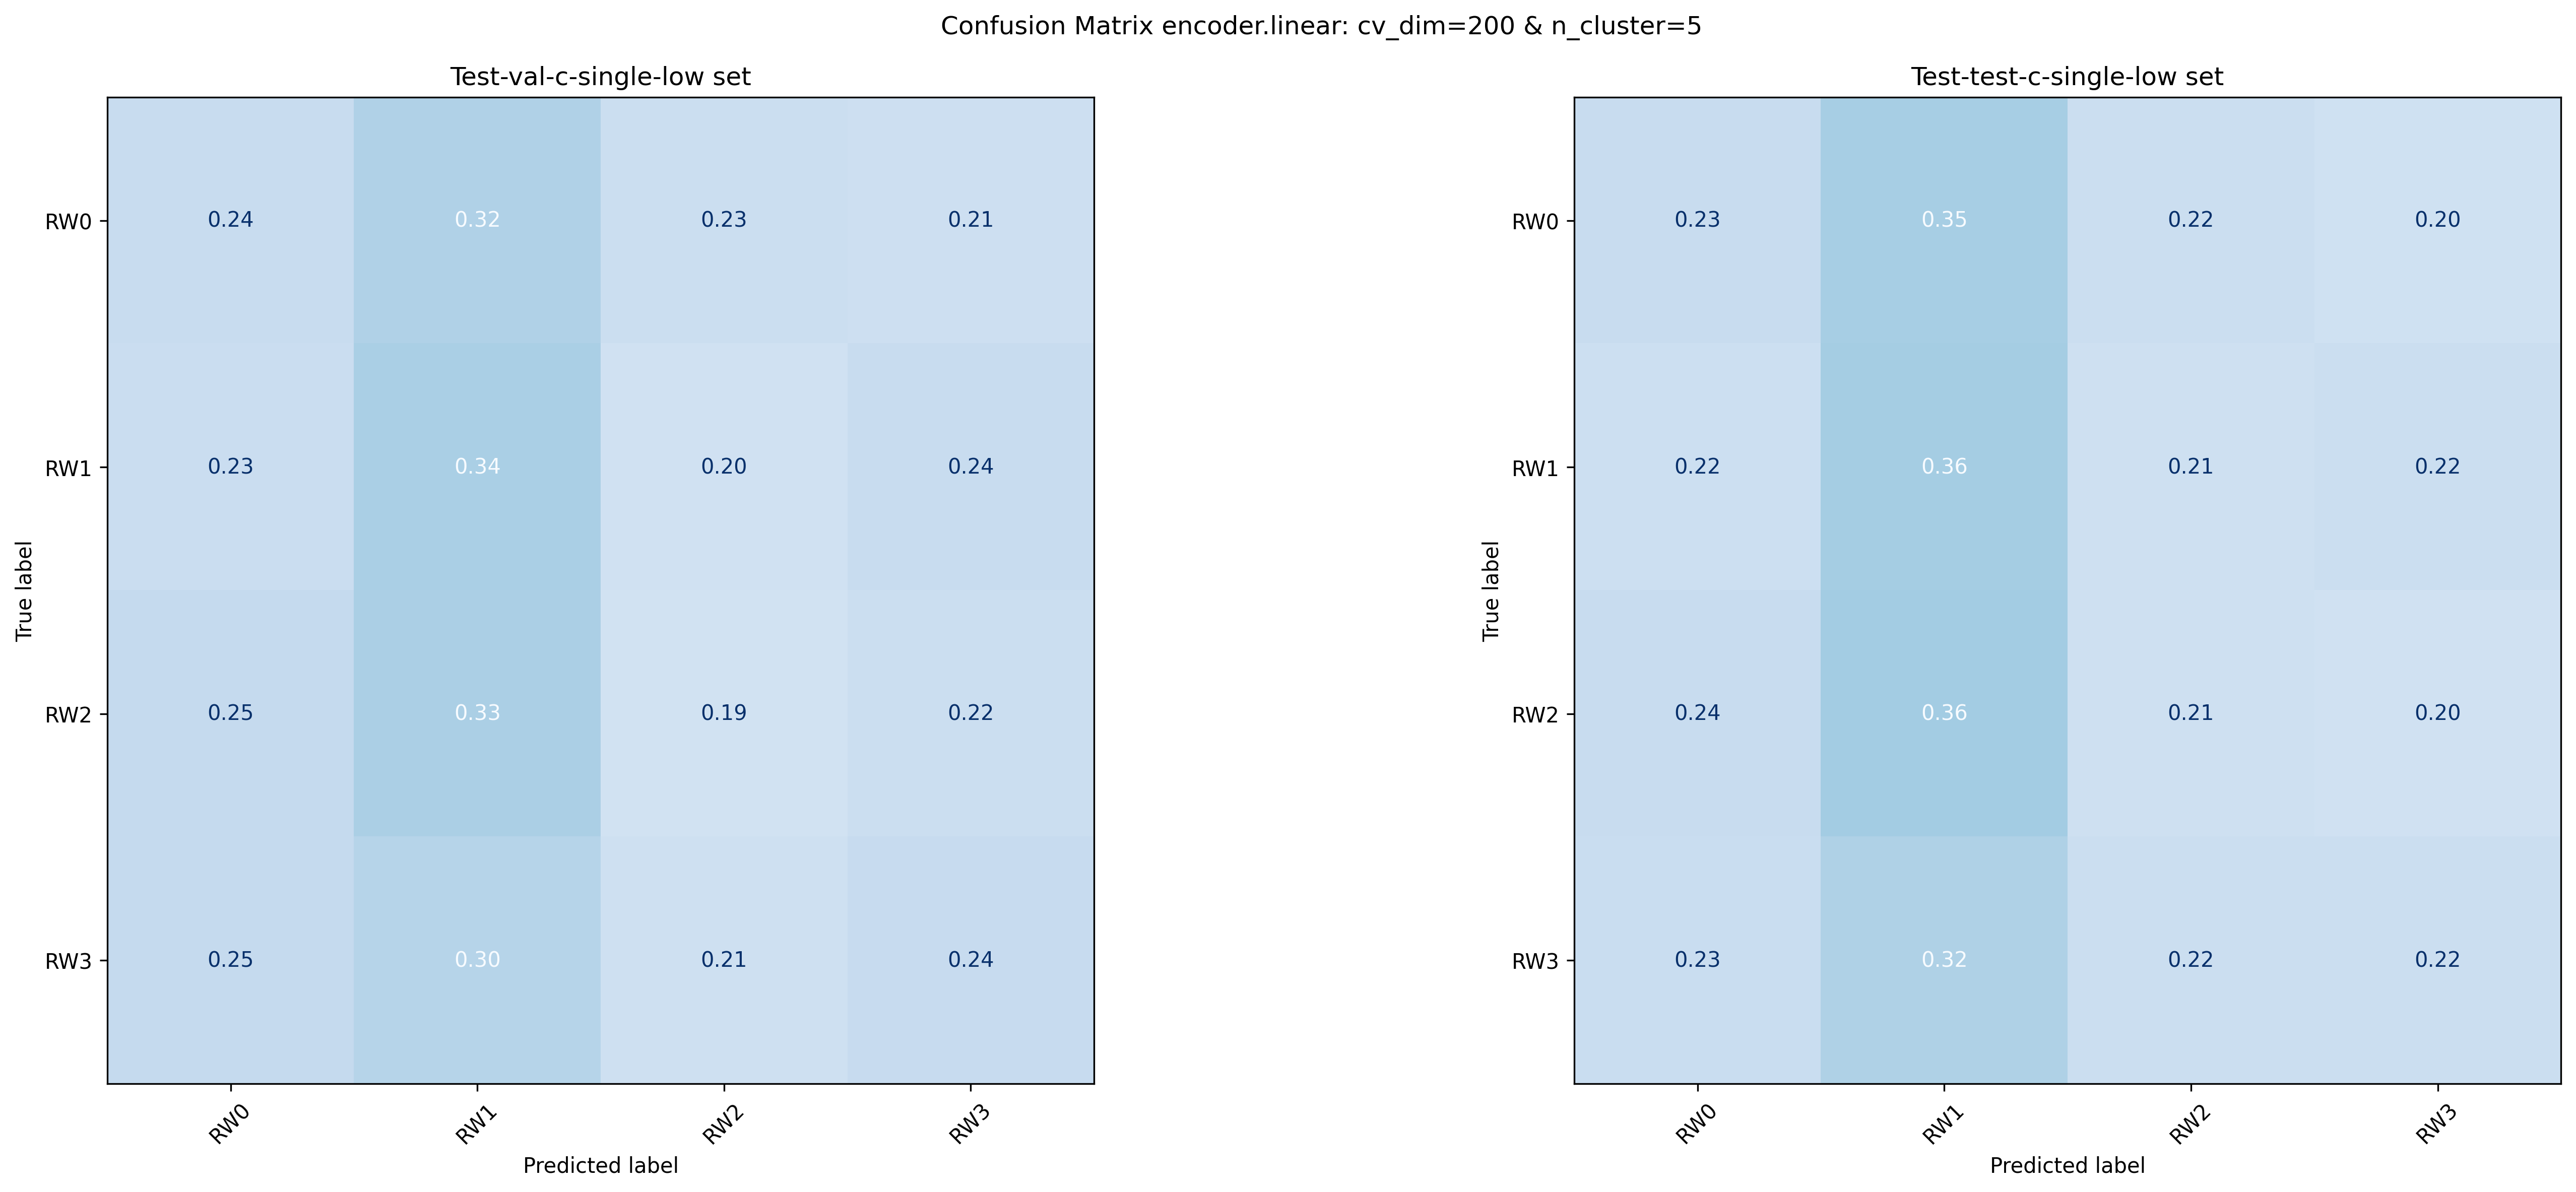 Confusion Matrix encoder.linear: cv_dim=200 & n_cluster=5
Test-val-c-single-low set
RW0 0.24 0.32 0.23 0.21
RW1 0.23 0.34 0.20 0.24
RW2 0.25 0.33 0.19 0.22
RW3 0.25 0.30 0.21 0.24
True label
RW0 RW1 RW2 RW3
Predicted label
Test-test-c-single-low set
RW0 0.23 0.35 0.22 0.20
RW1 0.22 0.36 0.21 0.22
RW2 0.24 0.36 0.21 0.20
RW3 0.23 0.32 0.22 0.22
True label
RW0 RW1 RW2 RW3
Predicted label